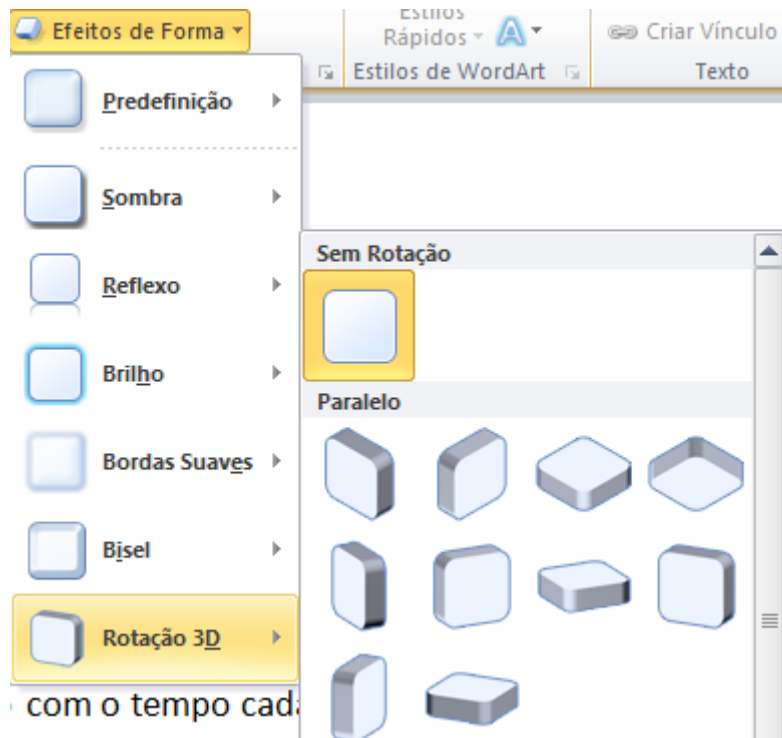 Efeitos de Forma
Estilos
Rápidos
Criar Vínculo
Estilos de WordArt
Texto
Predefinição
Sombra
Reflexo
Brilho
Bordas Suaves
Bisel
Rotação 3D
Sem Rotação
Paralelo
com o tempo cada